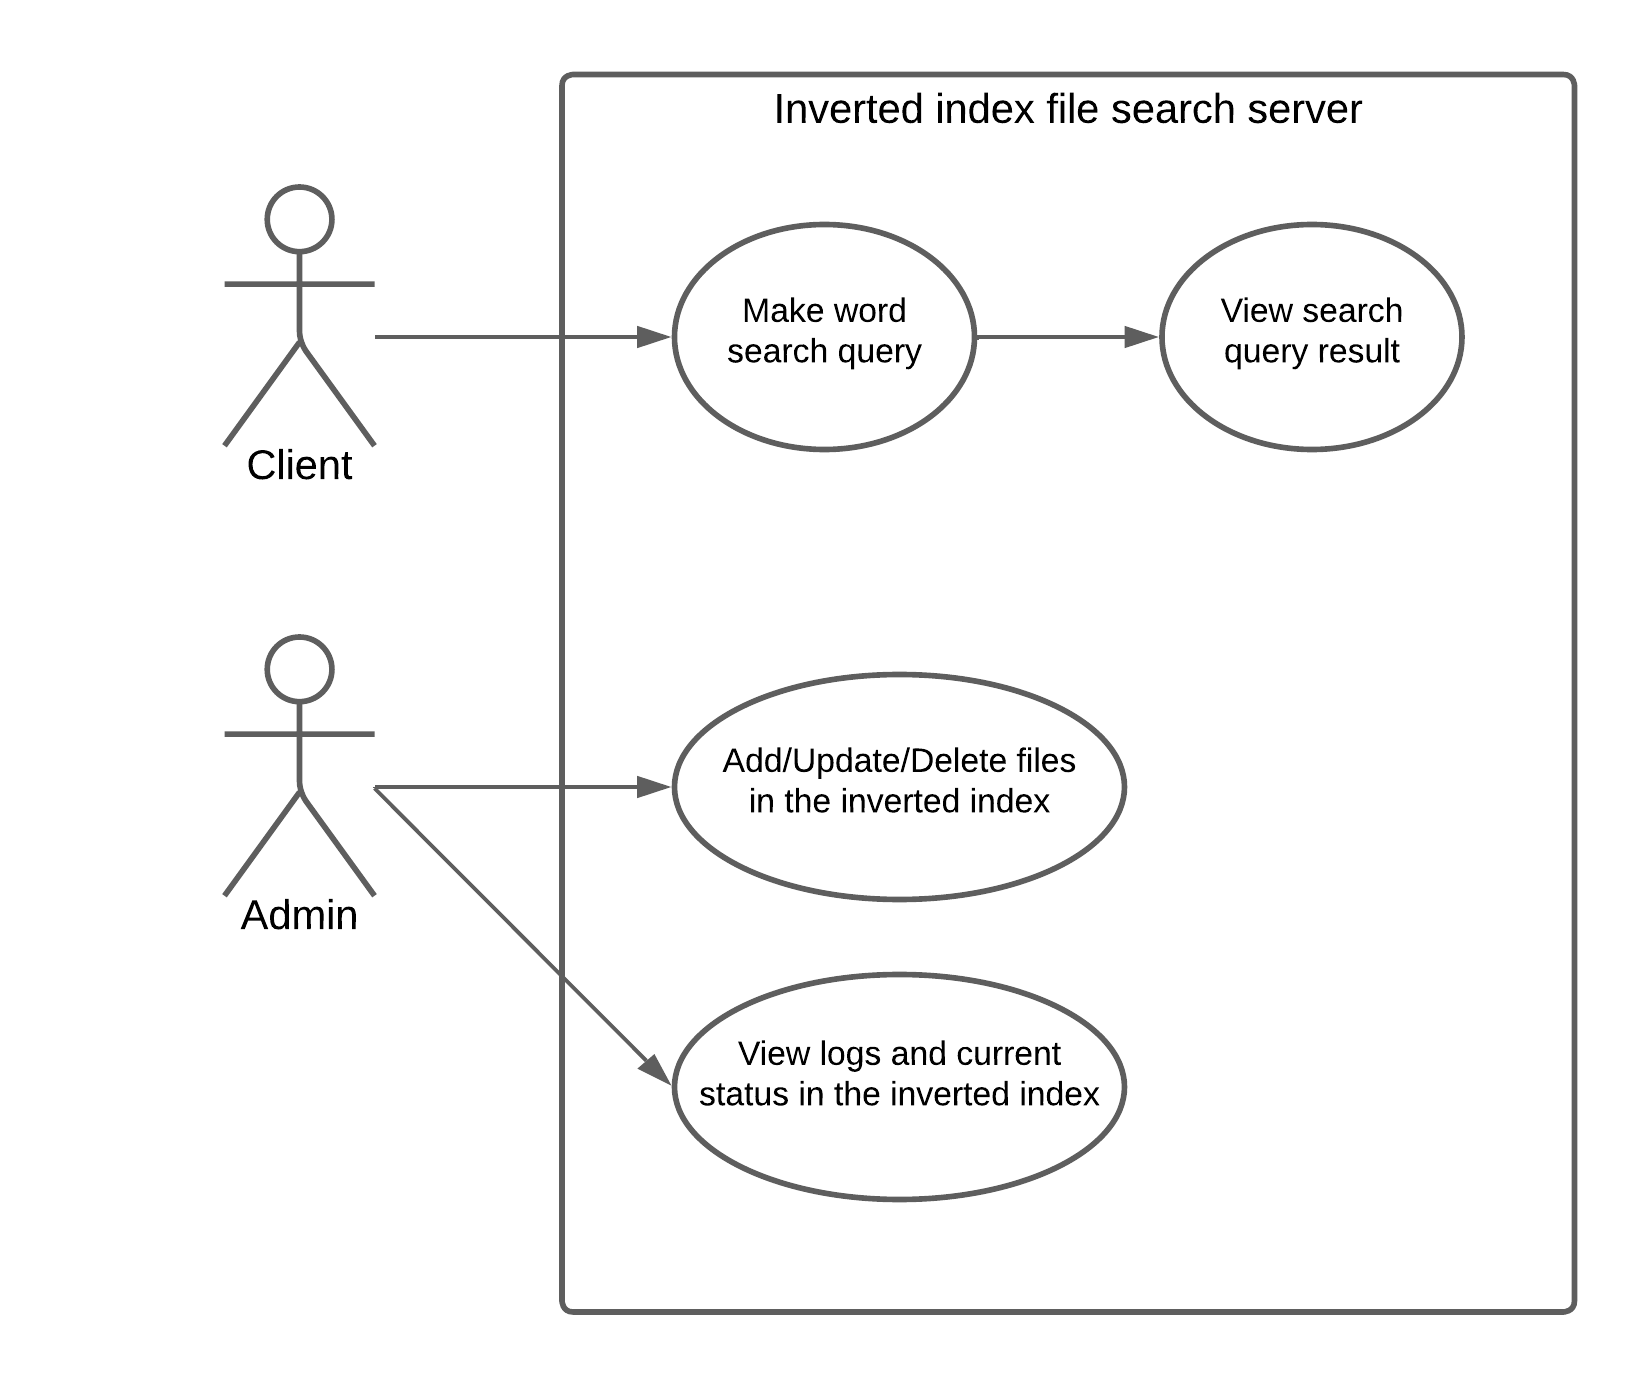 Inverted index file search server
Make word
search query
View search
query result
Client
Add/Update/Delete files
in the inverted index
Admin
View logs and current
status in the inverted index